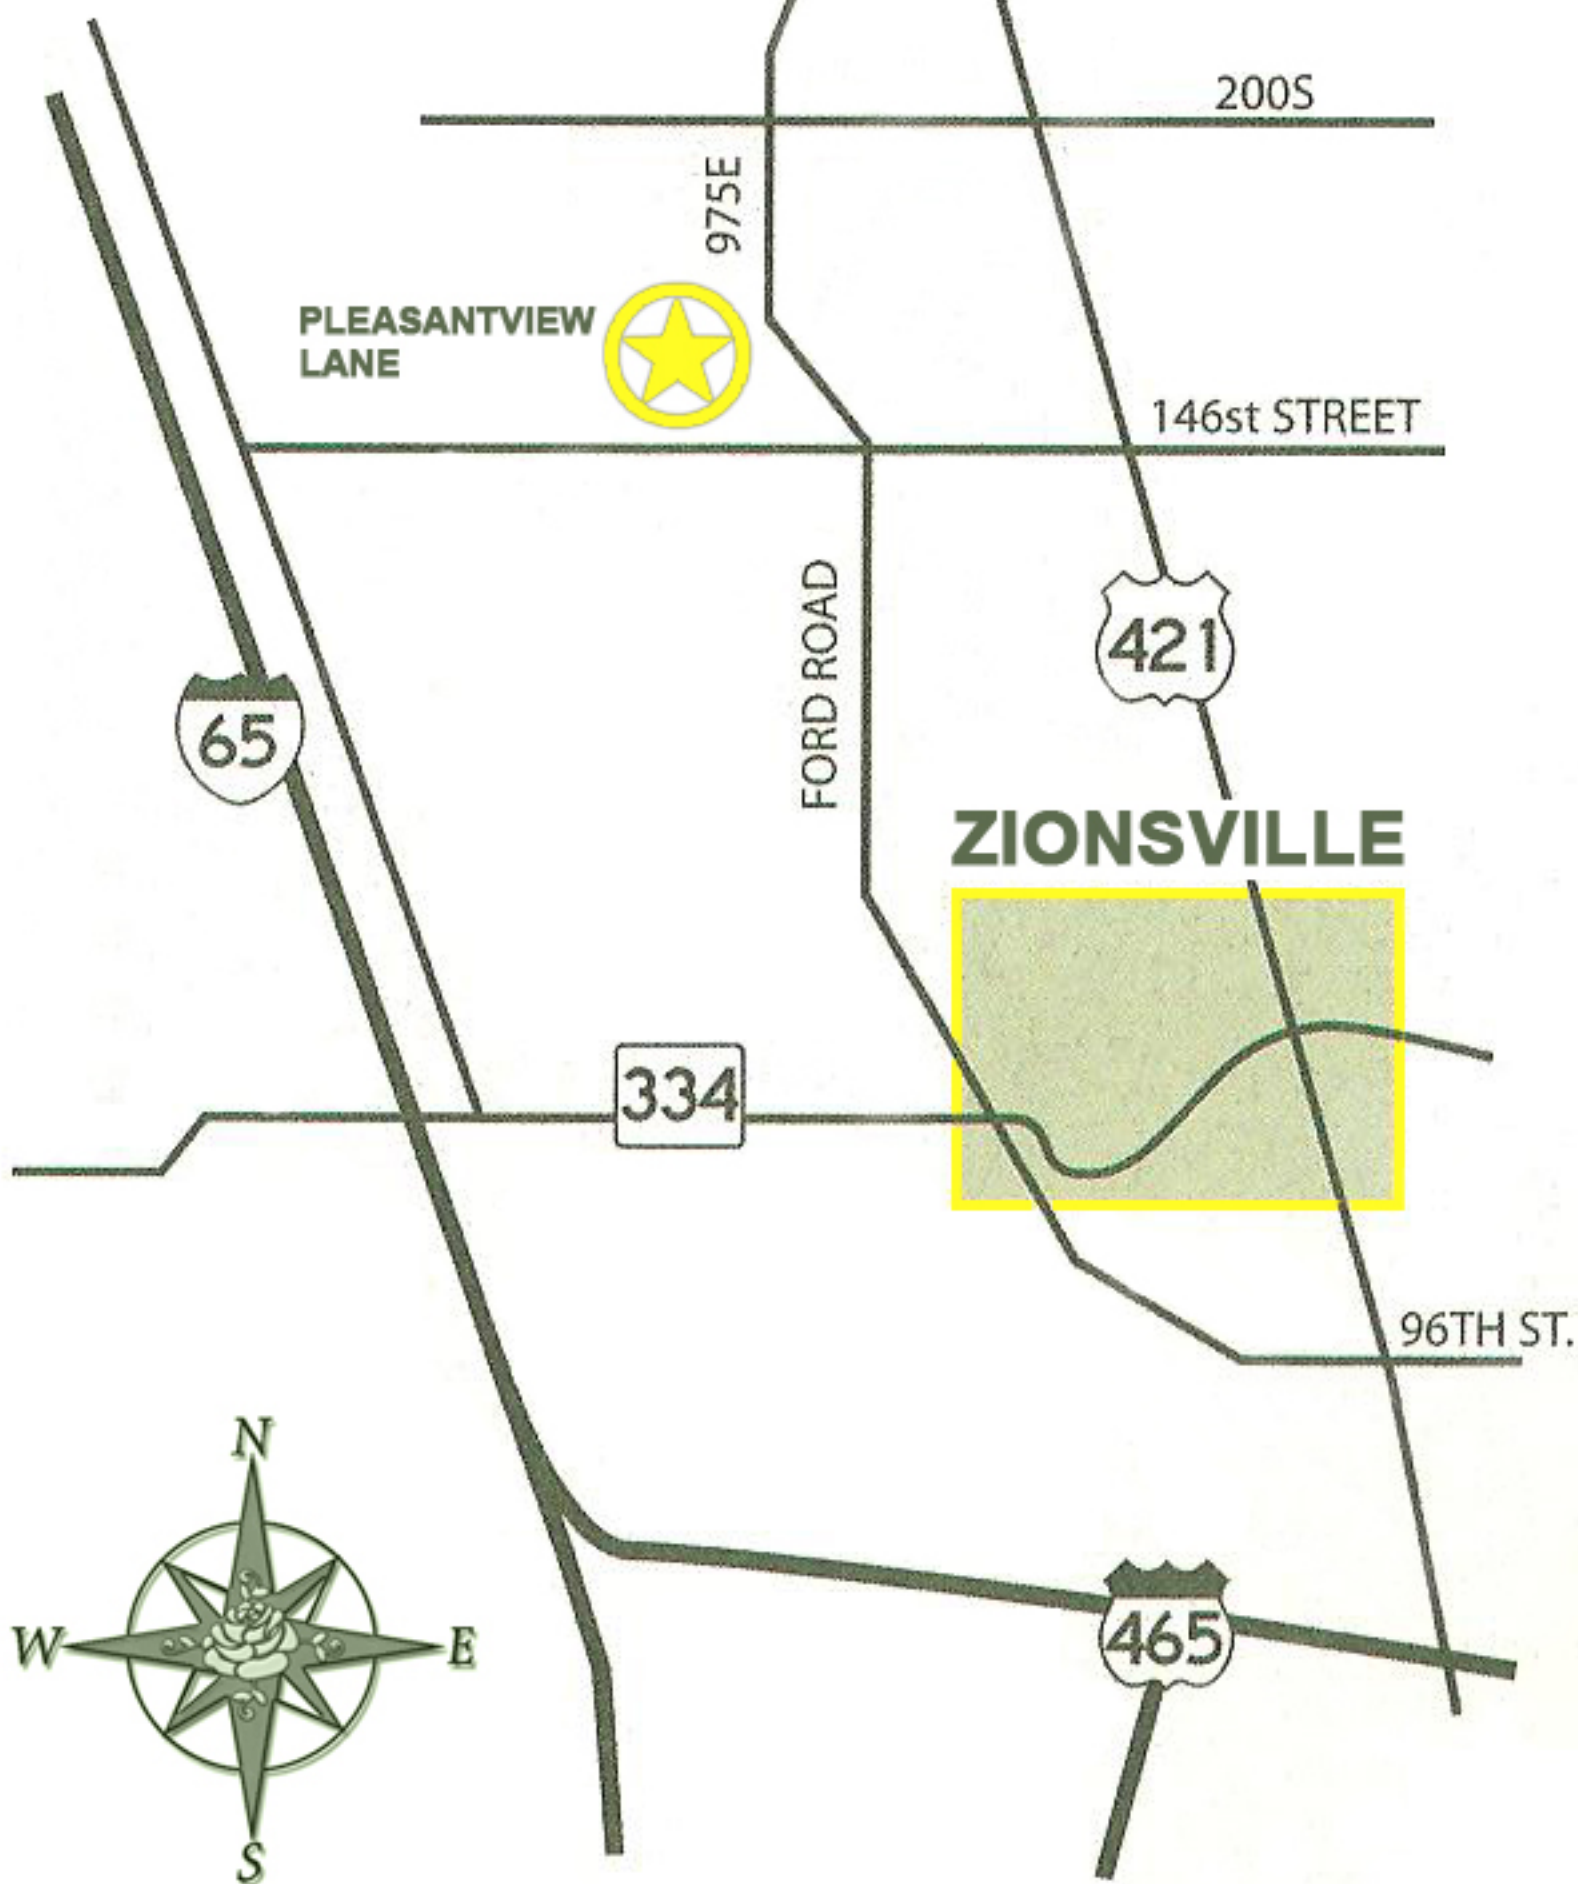 200S
975E
PLEASANTVIEW
LANE
146st STREET
FORD ROAD
421
65
ZIONSVILLE
334
96TH ST.
N
W
E
S
465